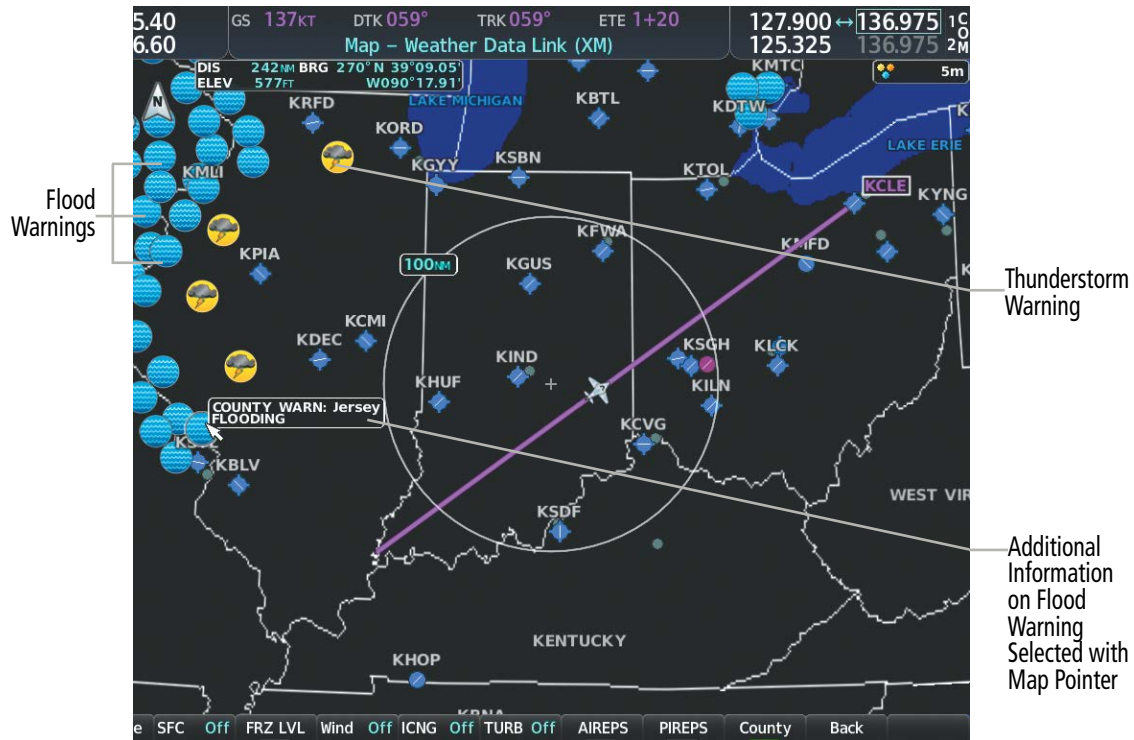 5.40 GS 137KT DTK 059° TRK 059° ETE 1+20 127.900 ↔ 136.975 1 C
6.60 Map – Weather Data Link (XM) 125.325 136.975 2 O M
DIS 242NM BRG 270° N 39°09.05'
ELEV 577FT W090°17.91'
5m
N
KMTC
KRFD
LAKE MICHIGAN
KBTL
KDTW
KORD
LAKE ERIE
KGYY
KSBN
KTOL
KMLI
KCLE
KYNG
Flood
Warnings
KFWA
KMFD
KPIA
100NM
KGUS
Thunderstorm
Warning
KCMI
KDEC
KSGH
KLCK
KIND
KHUF
KILN
COUNTY WARN: Jersey
FLOODING
KCVG
KBLV
WEST VIR
KSDF
Additional
Information
on Flood
Warning
Selected with
Map Pointer
KENTUCKY
KHOP
e SFC Off FRZ LVL Wind Off ICNG Off TURB Off AIREPS PIREPS County Back